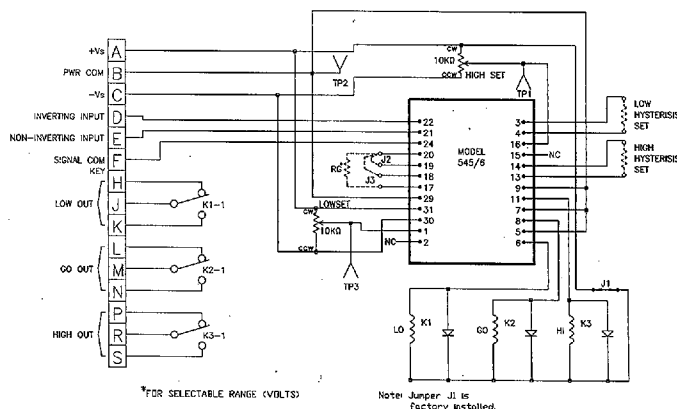 +Vs A
PWR COM B
-Vs C
INVERTING INPUT D
NON-INVERTING INPUT E
SIGNAL COM F
KEY
H
LOW OUT J K1-1
K
L
GO OUT M K2-1
N
P
HIGH OUT R K3-1
S
TP2
CW
10KΩ
CCW
HIGH SET
TP1
MODEL
545/6
22
21
24
20
19
18
17
29
31
30
1
2
3
4
16
15
14
13
9
11
7
8
5
6
NC
NC
RG
J2
J3
LOWSET
CW
10KΩ
CCW
TP3
LOW
HYSTERISIS
SET
HIGH
HYSTERISIS
SET
J1
LO K1
GO K2
Hi K3
*FOR SELECTABLE RANGE (VOLTS)
Note: Jumper J1 is
factory installed.